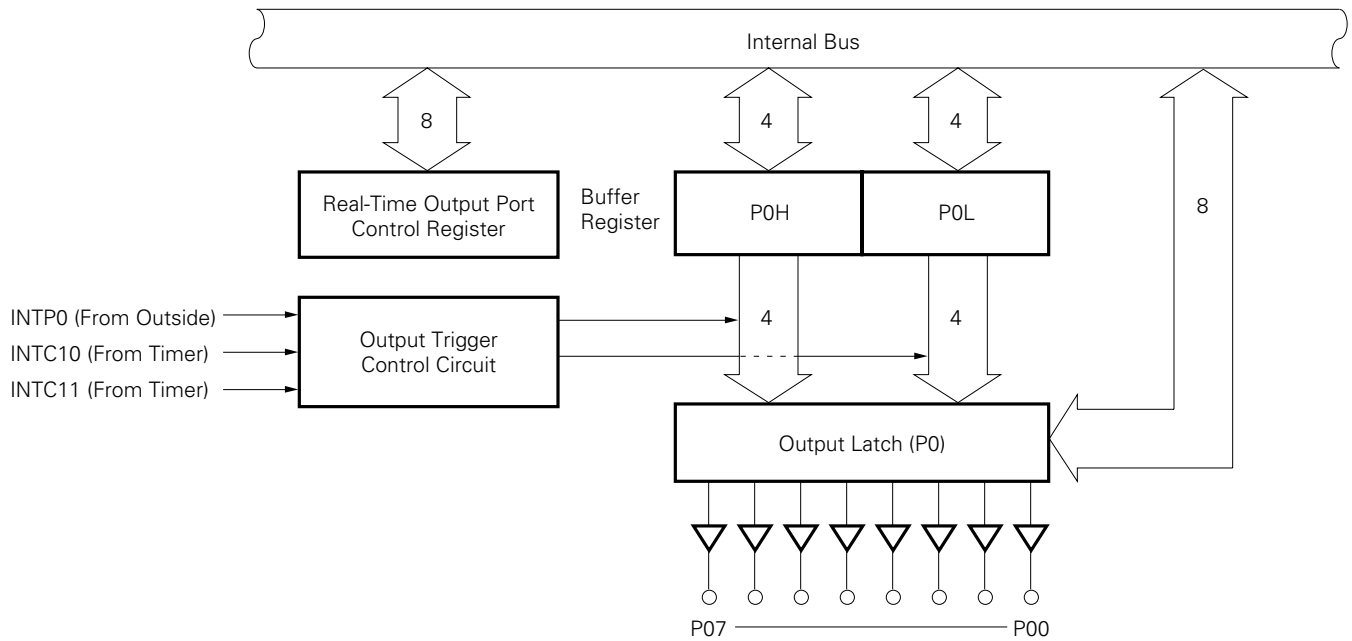 Internal Bus
8
4
4
8
Real-Time Output Port
Control Register
Buffer
Register
P0H
P0L
INTP0 (From Outside)
INTC10 (From Timer)
INTC11 (From Timer)
Output Trigger
Control Circuit
4
4
Output Latch (P0)
P07
P00